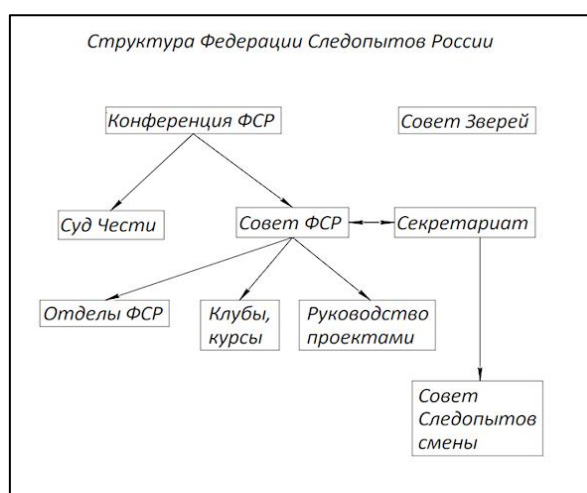 Структура Федерации Следопытов России
Конференция ФСР
Совет Зверей
Суд Чести
Совет ФСР
Секретариат
Отделы ФСР
Клубы,
курсы
Руководство
проектами
Совет
Следопытов
смены